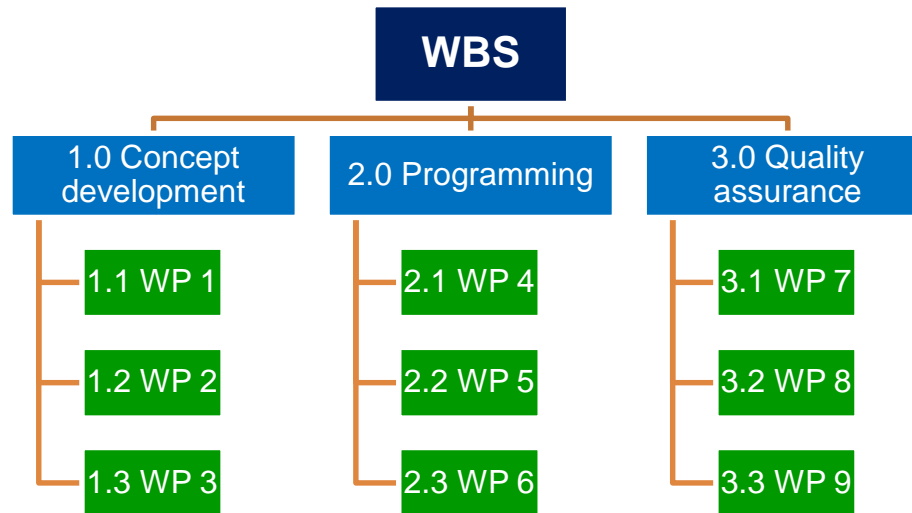 WBS
1.0 Concept
development
2.0 Programming
3.0 Quality
assurance
1.1 WP 1
1.2 WP 2
1.3 WP 3
2.1 WP 4
2.2 WP 5
2.3 WP 6
3.1 WP 7
3.2 WP 8
3.3 WP 9